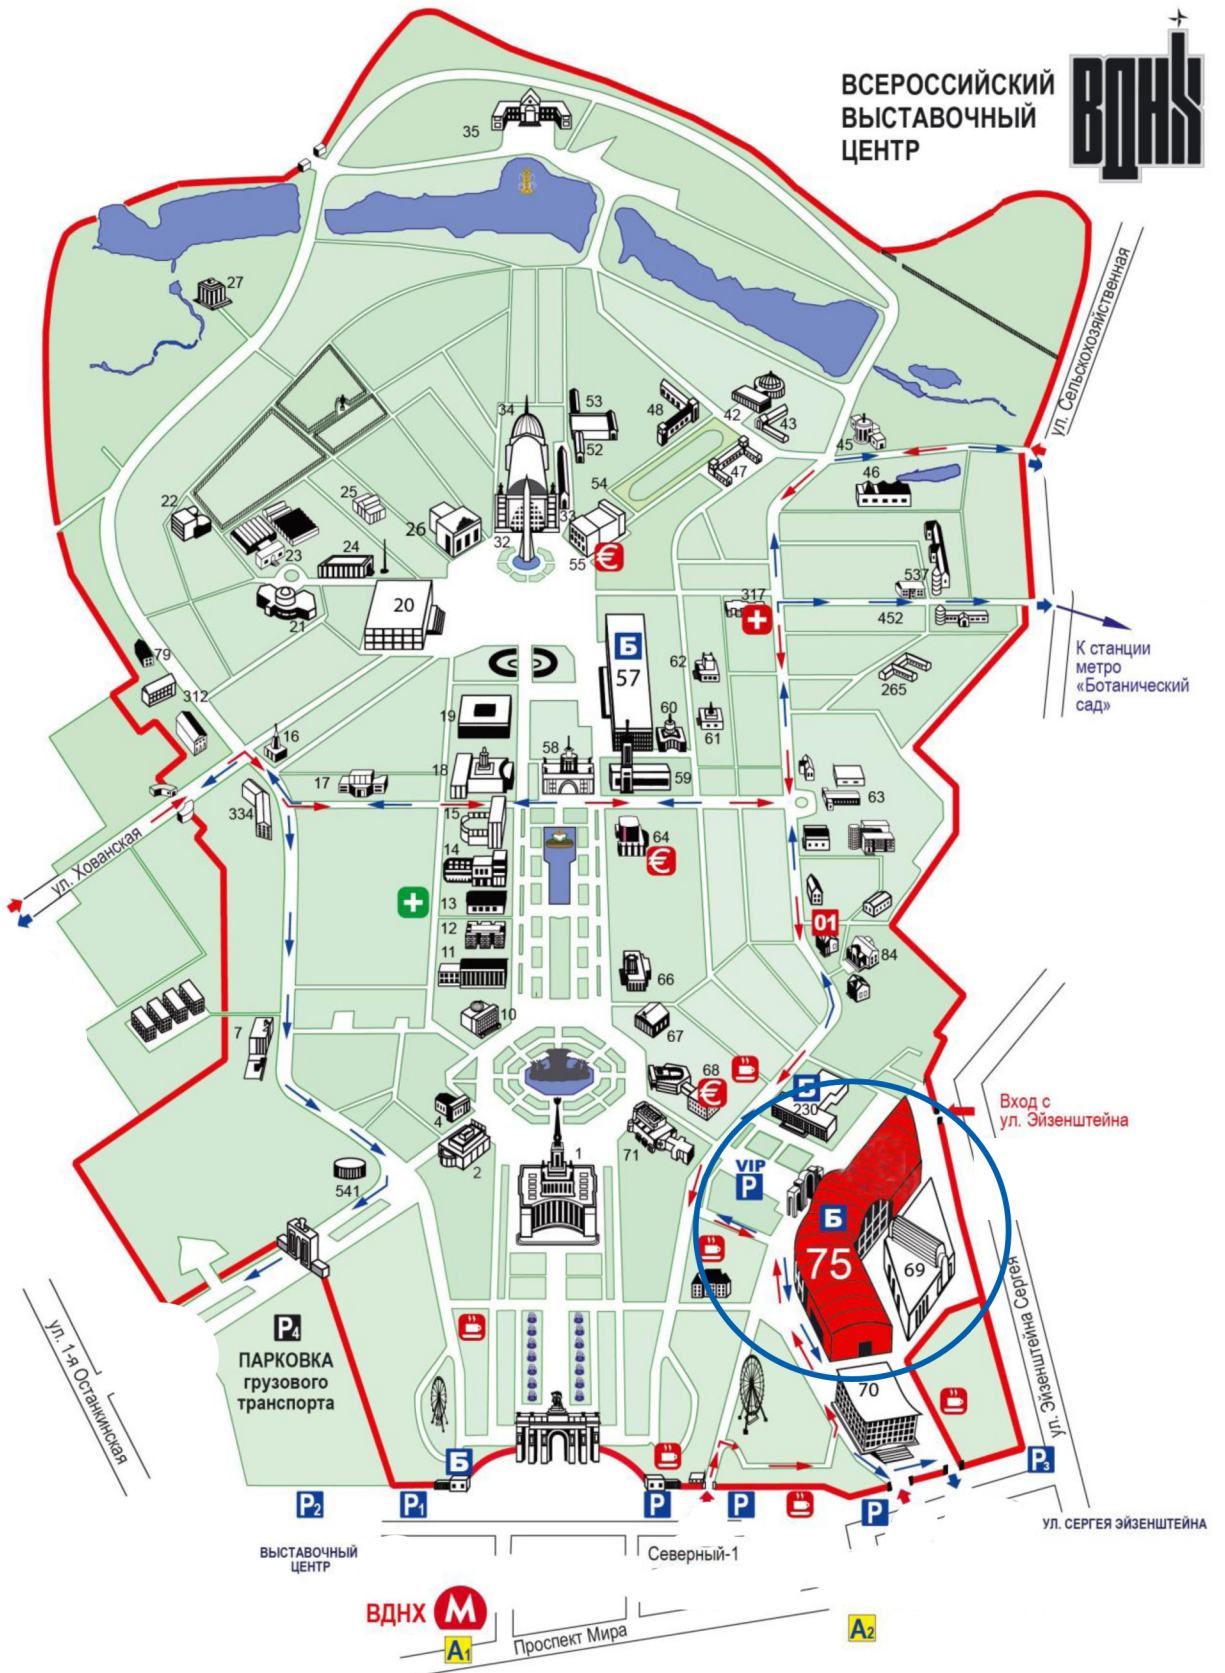 ВСЕРОССИЙСКИЙ
ВЫСТАВОЧНЫЙ
ЦЕНТР
ВДНХ
35
27
ул. Сельскохозяйственная
34
53
48
42
43
52
45
47
46
54
33
25
22
26
32
55
€
23
24
537
317
452
21
20
Б
57
К станции
метро
«Ботанический
сад»
62
265
79
312
60
61
19
16
58
18
59
17
63
15
334
64
€
14
ул. Хованская
13
01
12
84
11
66
10
67
7
68
€
Б
230
Вход с
ул. Эйзенштейна
4
2
1
71
VIP
P
541
Б
75
69
ул. Эйзенштейна Сергея
ул. 1-я Останкинская
P4
ПАРКОВКА
грузового
транспорта
70
Б
P3
P2
P1
P
P
P
УЛ. СЕРГЕЯ ЭЙЗЕНШТЕЙНА
ВЫСТАВОЧНЫЙ
ЦЕНТР
Северный-1
ВДНХ
М
А1
Проспект Мира
А2